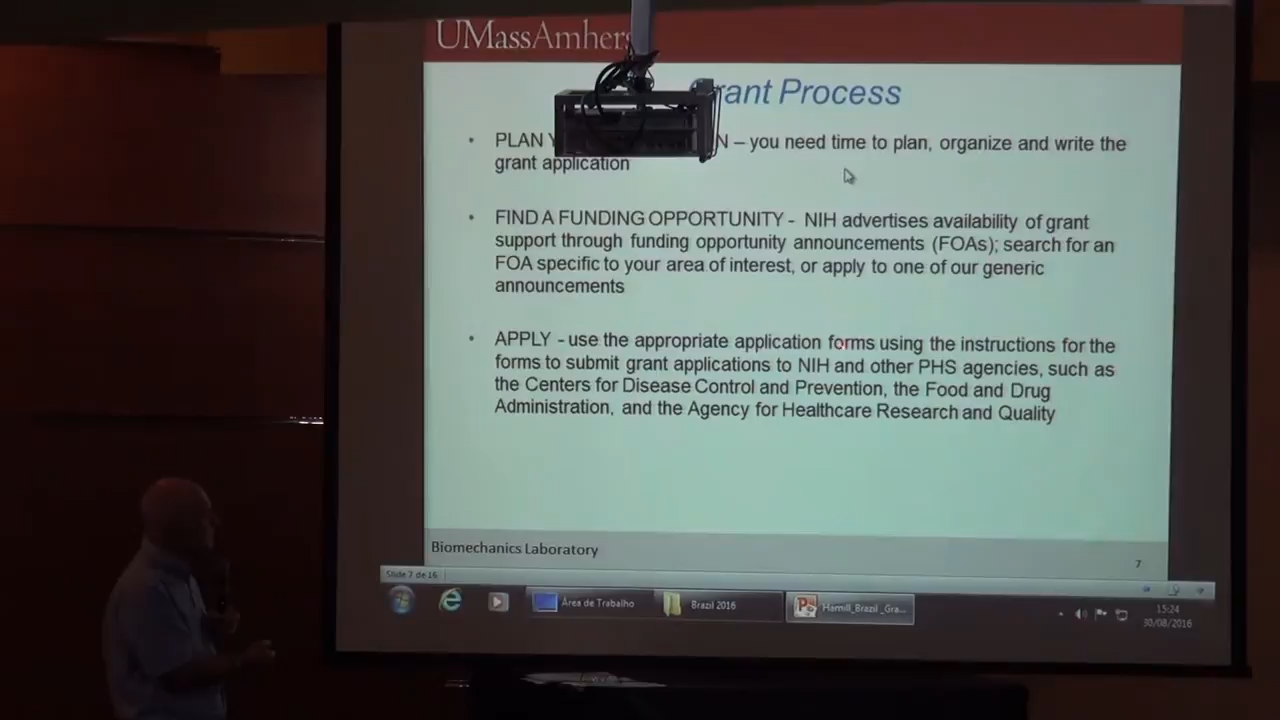 UMassAmhers
Grant Process
• PLAN Y N – you need time to plan, organize and write the
grant application
• FIND A FUNDING OPPORTUNITY - NIH advertises availability of grant
support through funding opportunity announcements (FOAs); search for an
FOA specific to your area of interest, or apply to one of our generic
announcements
• APPLY - use the appropriate application forms using the instructions for the
forms to submit grant applications to NIH and other PHS agencies, such as
the Centers for Disease Control and Prevention, the Food and Drug
Administration, and the Agency for Healthcare Research and Quality
Biomechanics Laboratory
7
Slide 7 de 16
Área de Trabalho
Brazil 2016
Hamill_Brazil _Gra...
15:24
30/08/2016